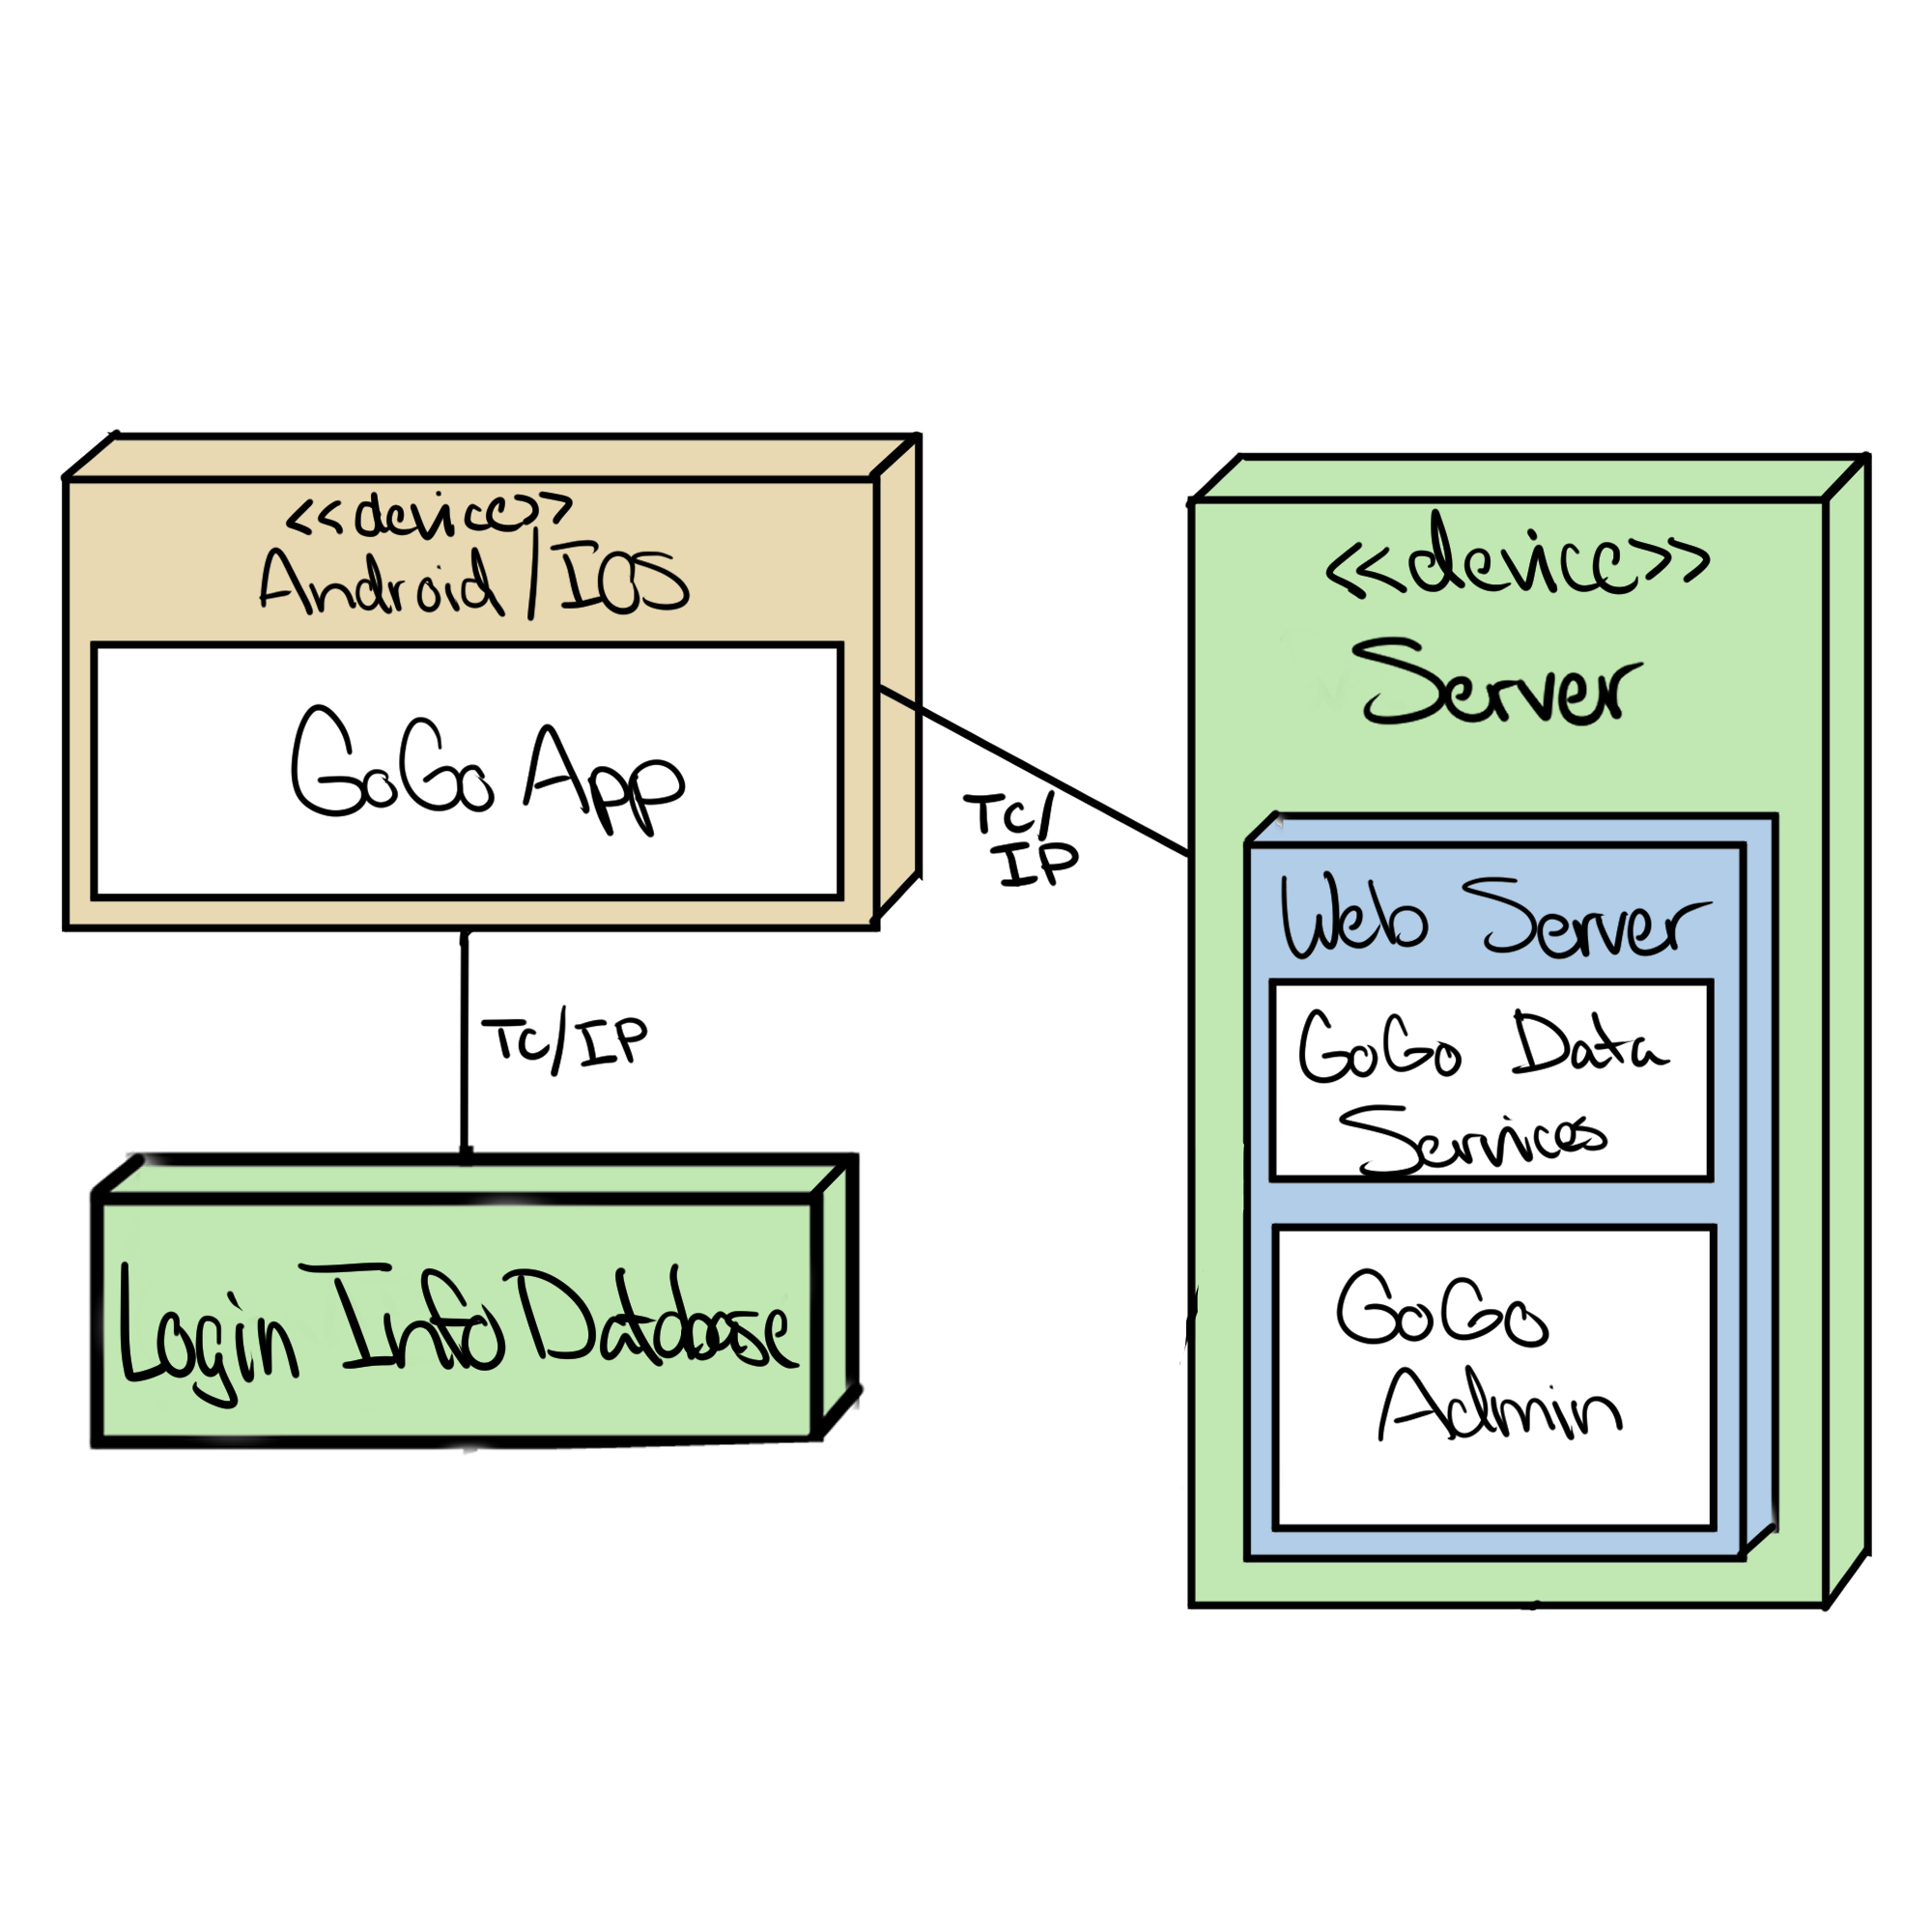 <<device>>
Android/IOS
GoGo App
Tc/
IP
Tc/IP
Login Info Database
<<device>>
Server
Web Server
GoGo Data
Services
GoGo
Admin